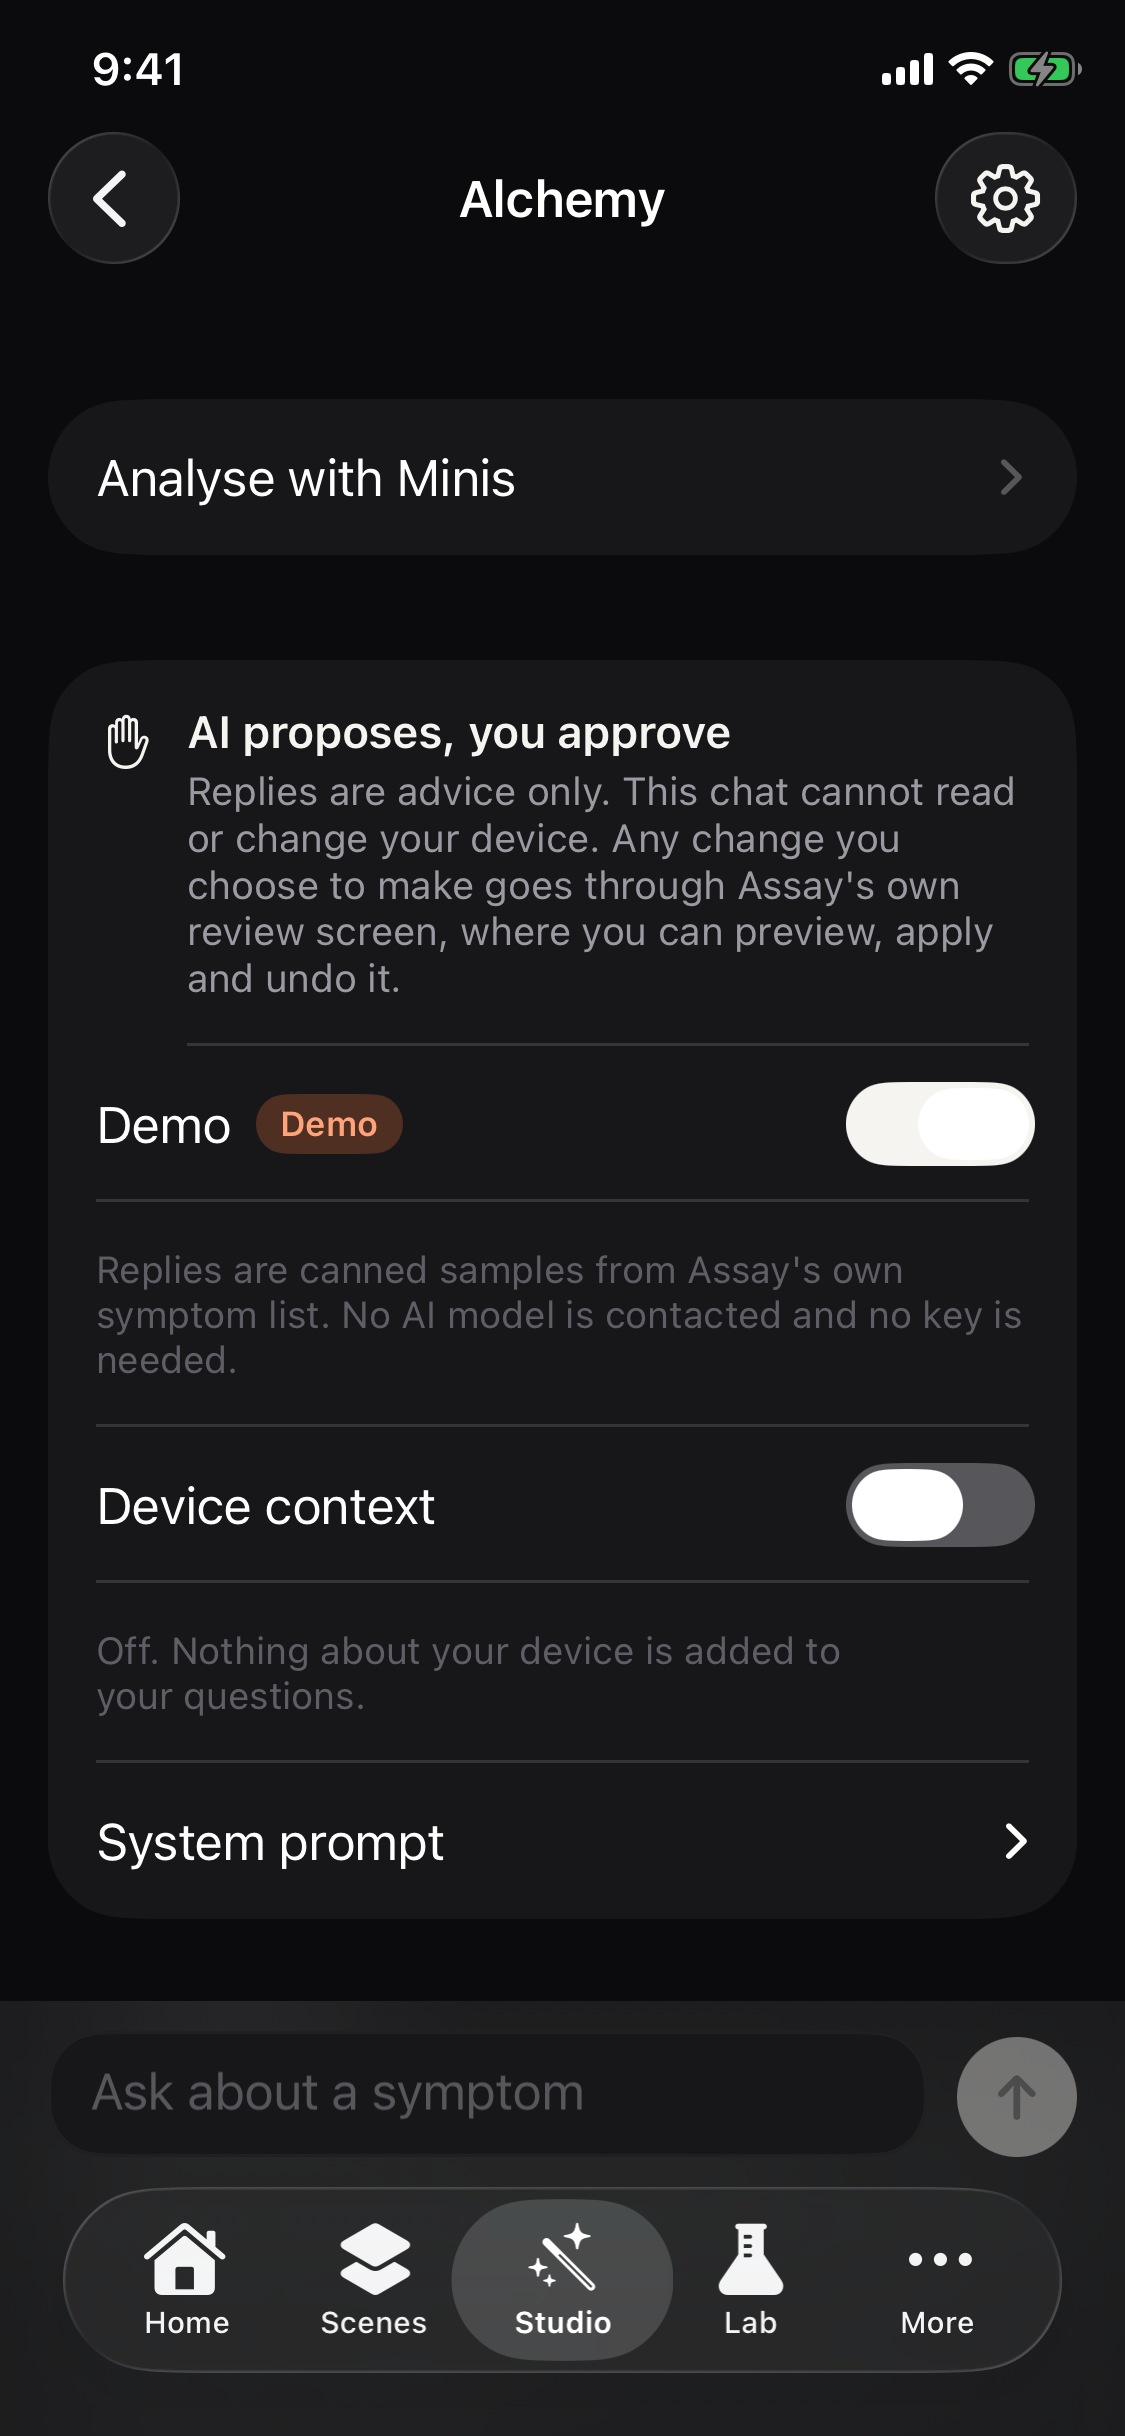 9:41
Alchemy
Analyse with Minis
AI proposes, you approve
Replies are advice only. This chat cannot read
or change your device. Any change you
choose to make goes through Assay's own
review screen, where you can preview, apply
and undo it.
Demo Demo
Replies are canned samples from Assay's own
symptom list. No AI model is contacted and no key is
needed.
Device context
Off. Nothing about your device is added to
your questions.
System prompt
Ask about a symptom
Home Scenes Studio Lab More